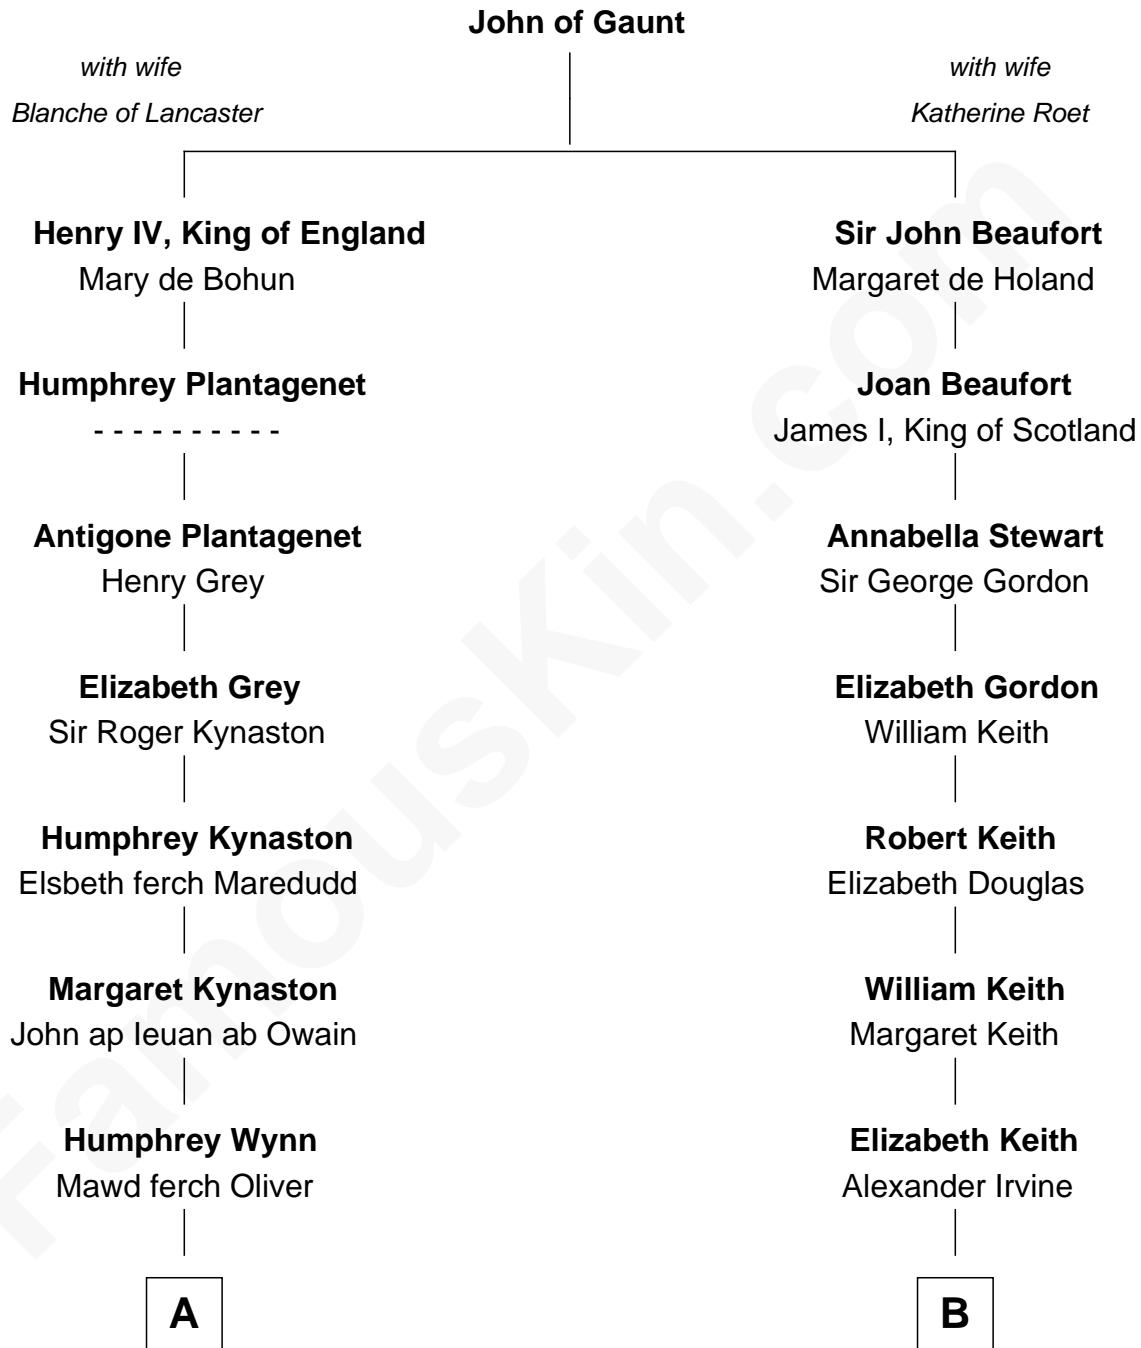 John of Gaunt
with wife
Blanche of Lancaster
with wife
Katherine Roet
Henry IV, King of England
Mary de Bohun
Sir John Beaufort
Margaret de Holand
Humphrey Plantagenet
- - - - - - - - - -
Joan Beaufort
James I, King of Scotland
Antigone Plantagenet
Henry Grey
Annabella Stewart
Sir George Gordon
Elizabeth Grey
Sir Roger Kynaston
Elizabeth Gordon
William Keith
Humphrey Kynaston
Elsbeth ferch Maredudd
Robert Keith
Elizabeth Douglas
Margaret Kynaston
John ap Ieuan ab Owain
William Keith
Margaret Keith
Humphrey Wynn
Mawd ferch Oliver
Elizabeth Keith
Alexander Irvine
A
B
FamousKin.com